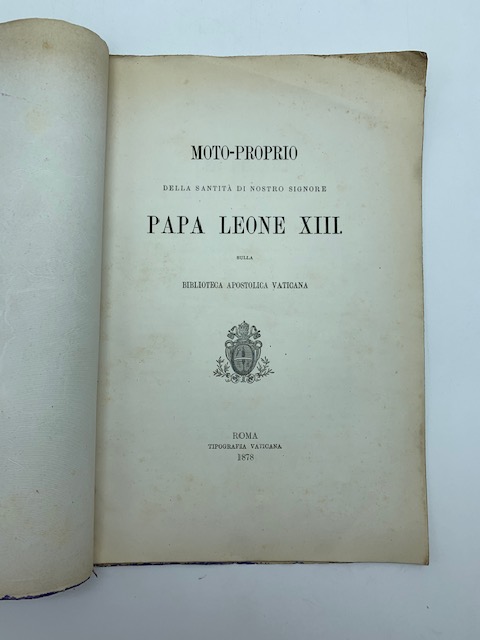 MOTO-PROPRIO
DELLA SANTITÀ DI NOSTRO SIGNORE
PAPA LEONE XIII.
SULLA
BIBLIOTECA APOSTOLICA VATICANA
ROMA
TIPOGRAFIA VATICANA
1878